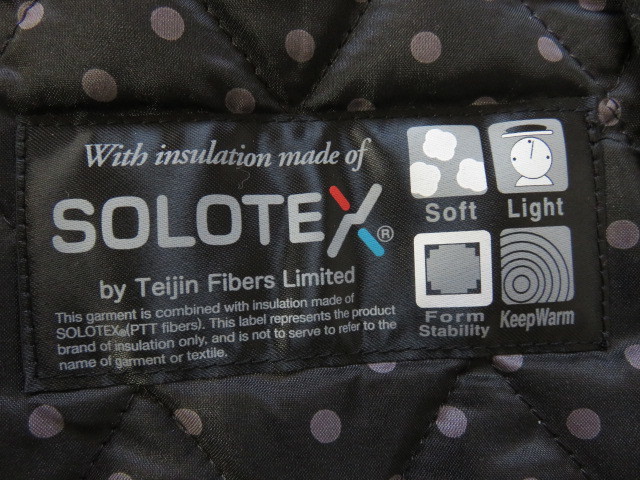 With insulation made of
SOLOTEX®
by Teijin Fibers Limited
This garment is combined with insulation made of
SOLOTEX®(PTT fibers). This label represents the product
brand of insulation only, and is not to serve to refer to the
name of garment or textile.
Soft
Light
Form
Stability
KeepWarm